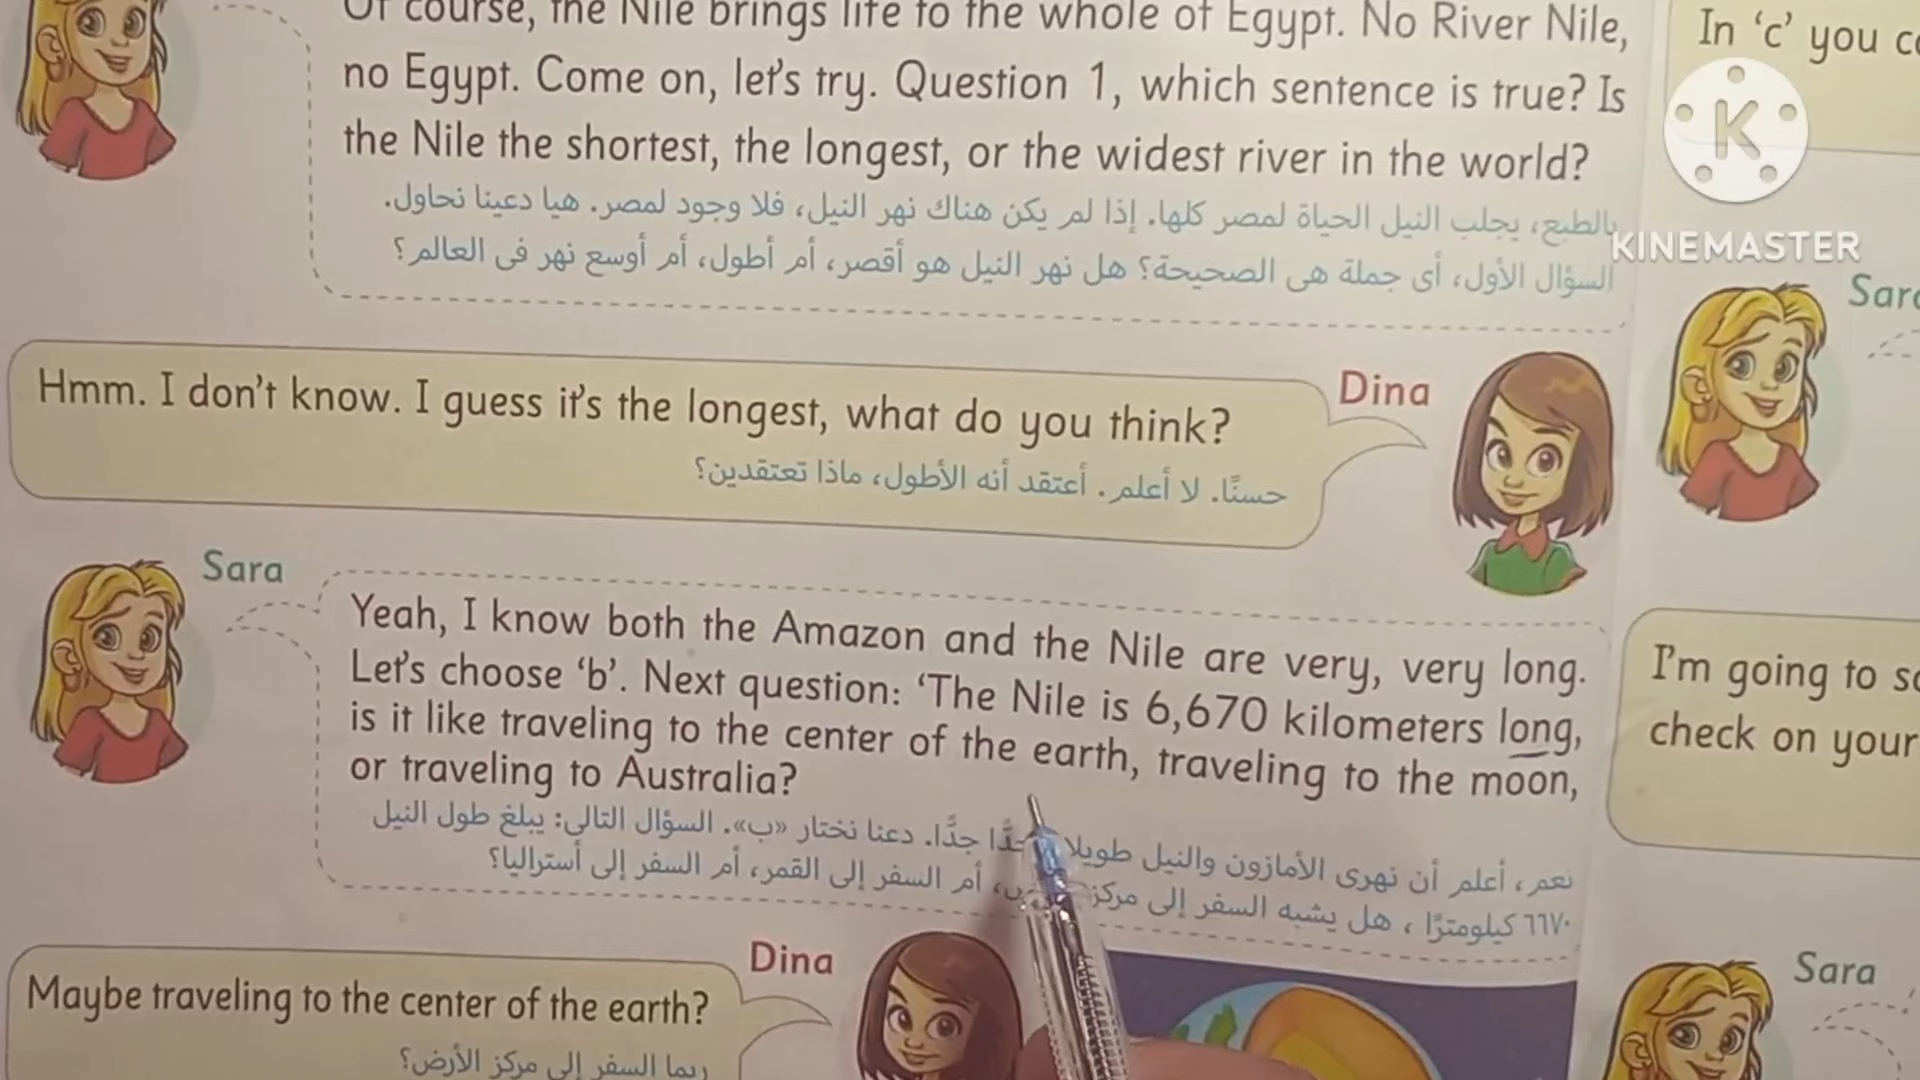 Of course, the Nile brings life to the whole of Egypt. No River Nile,
no Egypt. Come on, let's try. Question 1, which sentence is true? Is
the Nile the shortest, the longest, or the widest river in the world?
بالطبع، يجلب النيل الحياة لمصر كلها. إذا لم يكن هناك نهر النيل، فلا وجود لمصر. هيا دعينا نحاول.
السؤال الأول، أى جملة هى الصحيحة؟ هل نهر النيل هو أقصر، أم أطول، أم أوسع نهر فى العالم؟
Dina
Hmm. I don't know. I guess it's the longest, what do you think?
حسنًا. لا أعلم. أعتقد أنه الأطول، ماذا تعتقدين؟
Sara
Yeah, I know both the Amazon and the Nile are very, very long.
Let's choose 'b'. Next question: 'The Nile is 6,670 kilometers long,
is it like traveling to the center of the earth, traveling to the moon,
or traveling to Australia?
نعم، أعلم أن نهرى الأمازون والنيل جدًّا. دعنا نختار «ب». السؤال التالى: يبلغ طول النيل
٦٦٧٠ كيلومترًا، هل يشبه السفر إلى مركز أم السفر إلى القمر، أم السفر إلى أستراليا؟
Dina
Maybe traveling to the center of the earth?
ربما السفر إلى مركز الأرض؟
In 'c' you
KINEMASTER
Sara
I'm going to
check on your
Sara